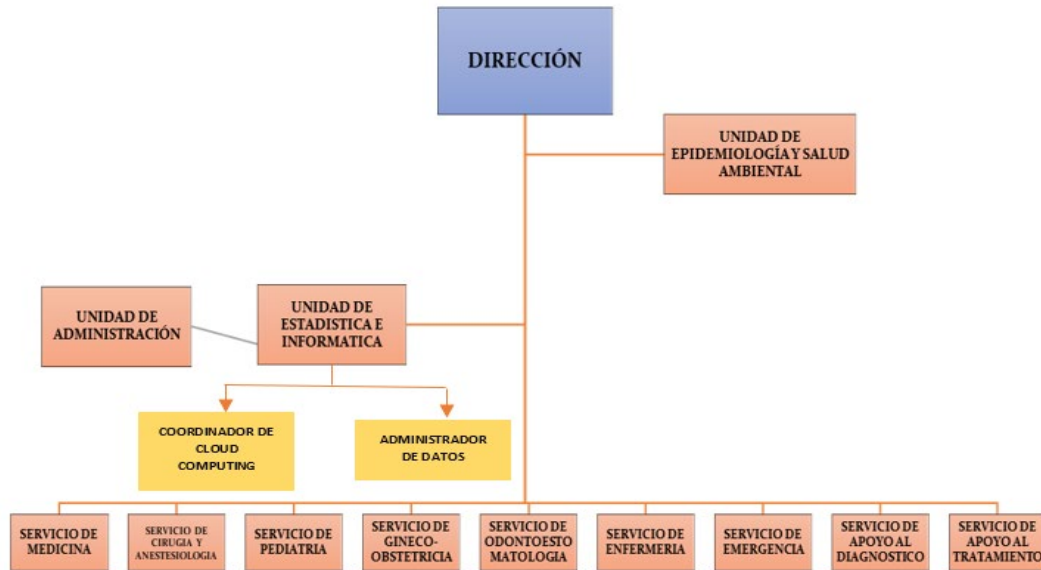 DIRECCIÓN
UNIDAD DE
EPIDEMIOLOGÍA Y SALUD
AMBIENTAL
UNIDAD DE
ADMINISTRACIÓN
UNIDAD DE
ESTADISTICA E
INFORMATICA
COORDINADOR DE
CLOUD
COMPUTING
ADMINISTRADOR
DE DATOS
SERVICIO DE
MEDICINA
SERVICIO DE
CIRUGIA Y
ANESTESIOLOGIA
SERVICIO DE
PEDIATRIA
SERVICIO DE
GINECO-
OBSTETRICIA
SERVICIO DE
ODONTOESTO
MATOLOGIA
SERVICIO DE
ENFERMERIA
SERVICIO DE
EMERGENCIA
SERVICIO DE
APOYO AL
DIAGNOSTICO
SERVICIO DE
APOYO AL
TRATAMIENTO